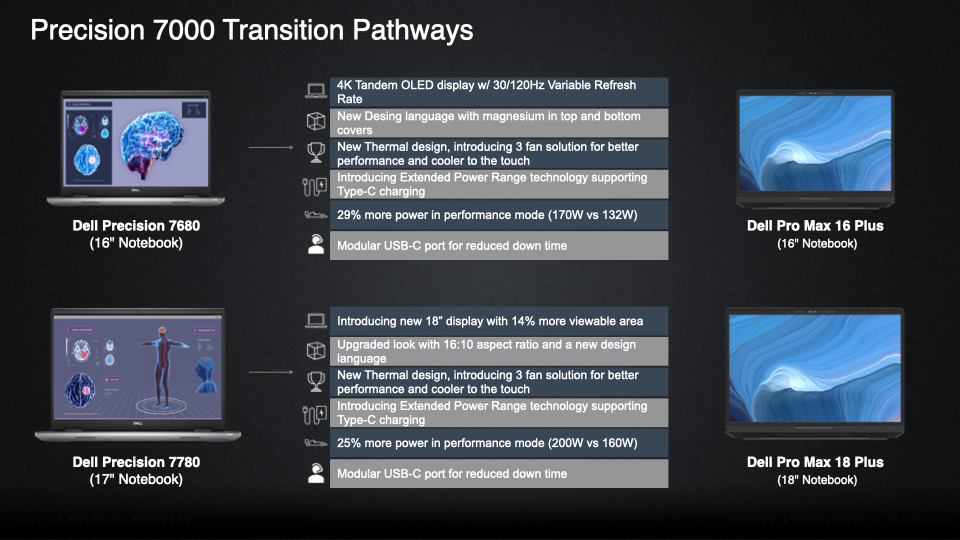 Precision 7000 Transition Pathways
4K Tandem OLED display w/ 30/120Hz Variable Refresh
Rate
New Desing language with magnesium in top and bottom
covers
New Thermal design, introducing 3 fan solution for better
performance and cooler to the touch
Introducing Extended Power Range technology supporting
Type-C charging
29% more power in performance mode (170W vs 132W)
Modular USB-C port for reduced down time
Dell Precision 7680
(16" Notebook)
Dell Pro Max 16 Plus
(16" Notebook)
Introducing new 18” display with 14% more viewable area
Upgraded look with 16:10 aspect ratio and a new design
language
New Thermal design, introducing 3 fan solution for better
performance and cooler to the touch
Introducing Extended Power Range technology supporting
Type-C charging
25% more power in performance mode (200W vs 160W)
Modular USB-C port for reduced down time
DELL
DELL
Dell Precision 7780
(17" Notebook)
Dell Pro Max 18 Plus
(18" Notebook)
COMMERCIAL STRATEGY
SIMPLE • CONSISTENT • ENDURING